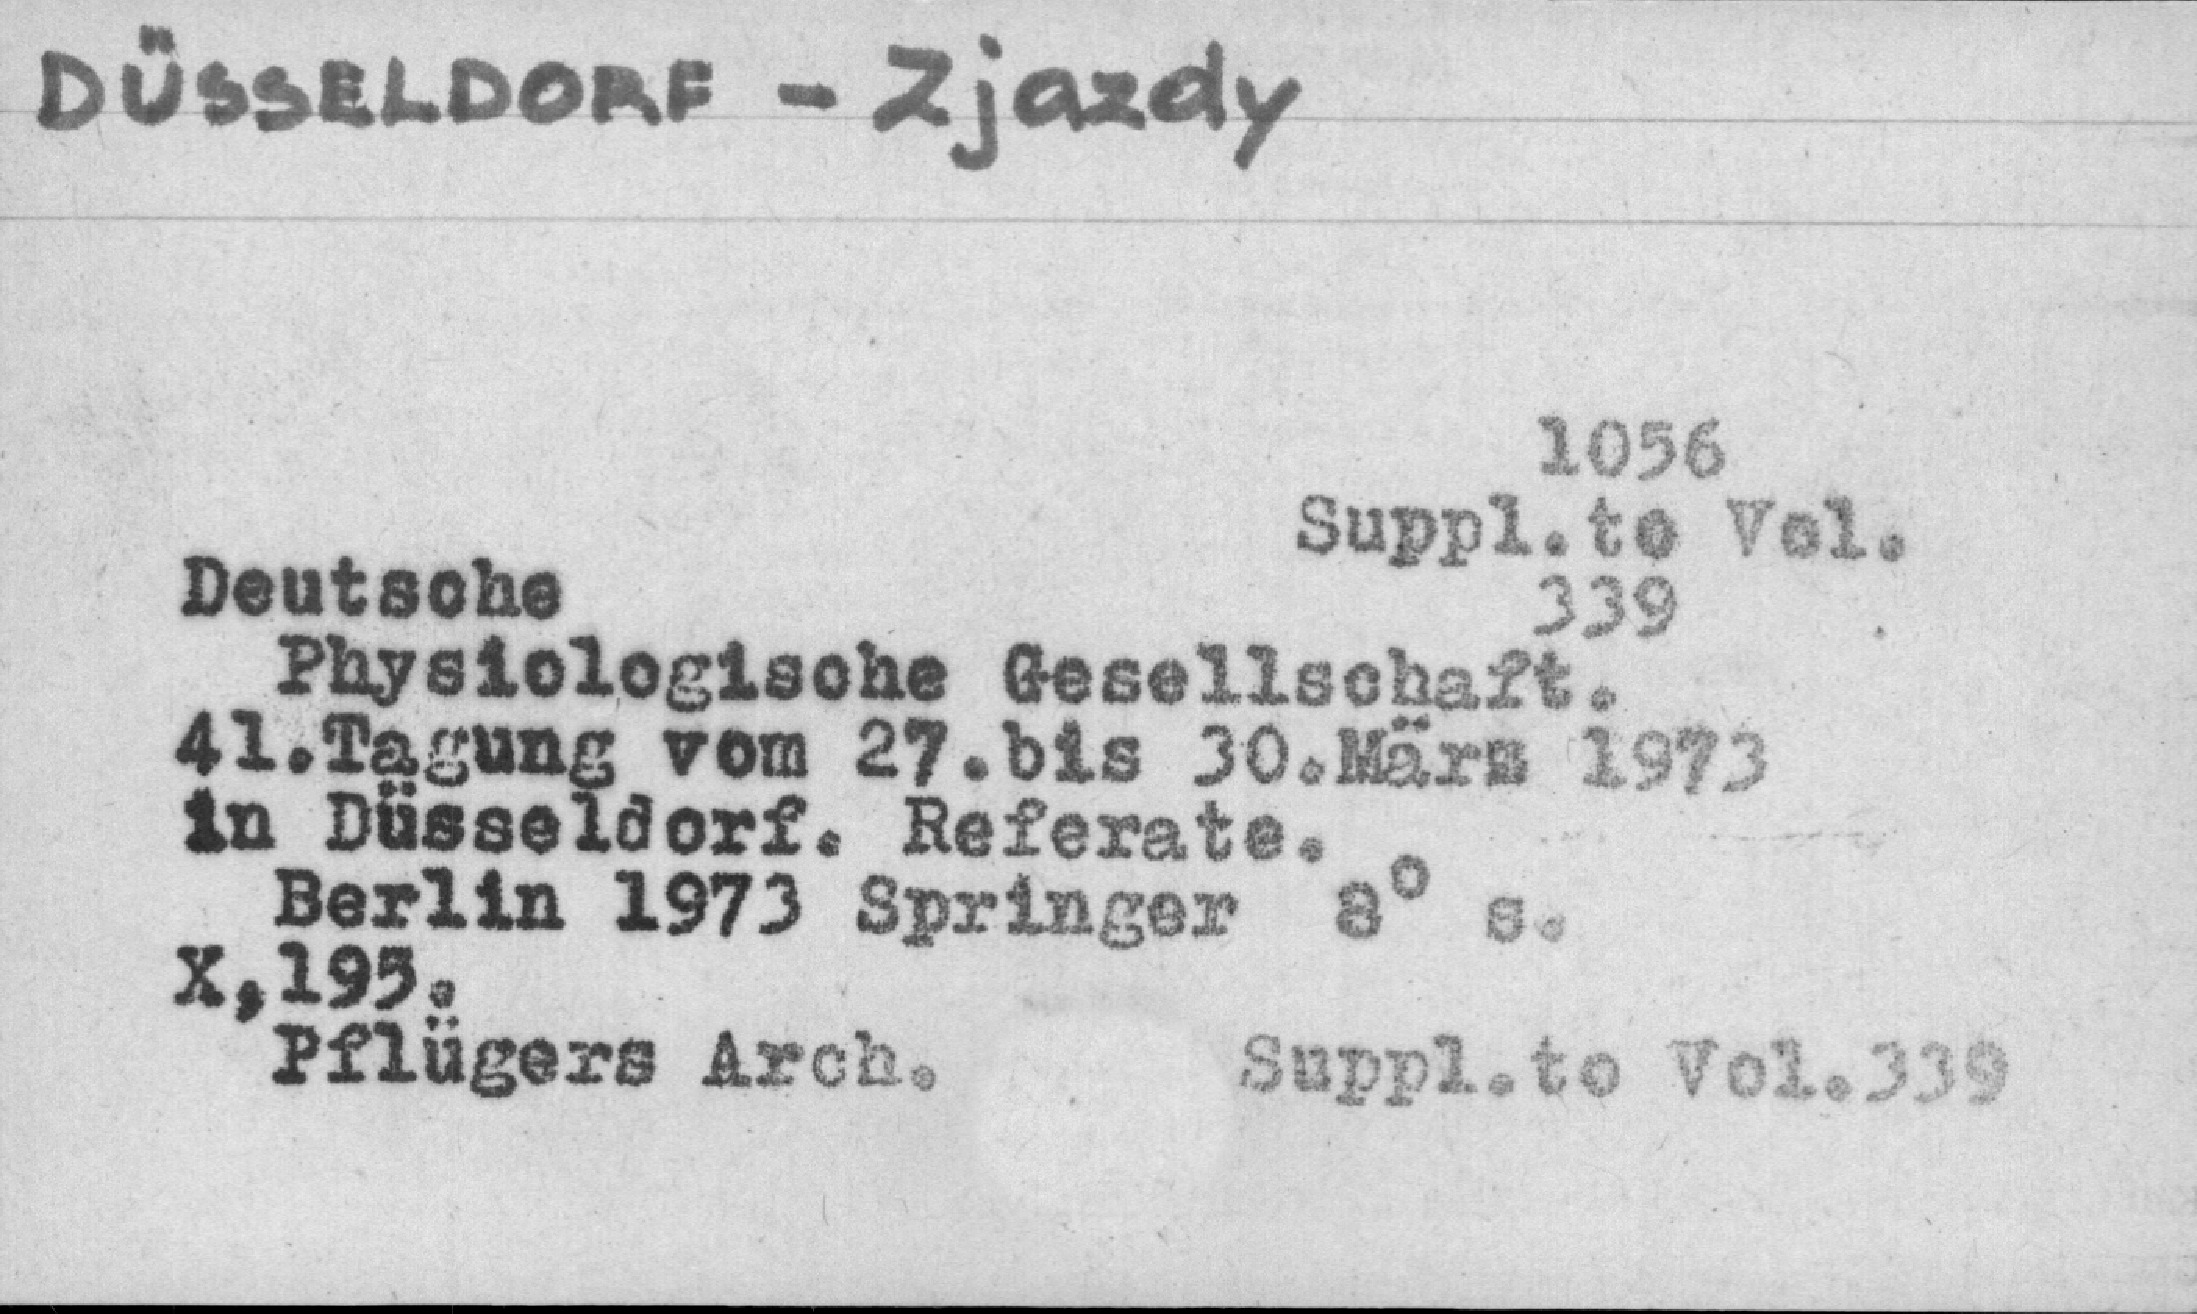 DÜSSELDORF - Zjazdy
1056
Suppl.to Vol.
339
Deutsche
Physiologische Gesellschaft.
41.Tagung vom 27.bis 30.März 1973
in Düsseldorf. Referate.
Berlin 1973 Springer 8° s.
X,195.
Pflügers Arch. Suppl.to Vol.339